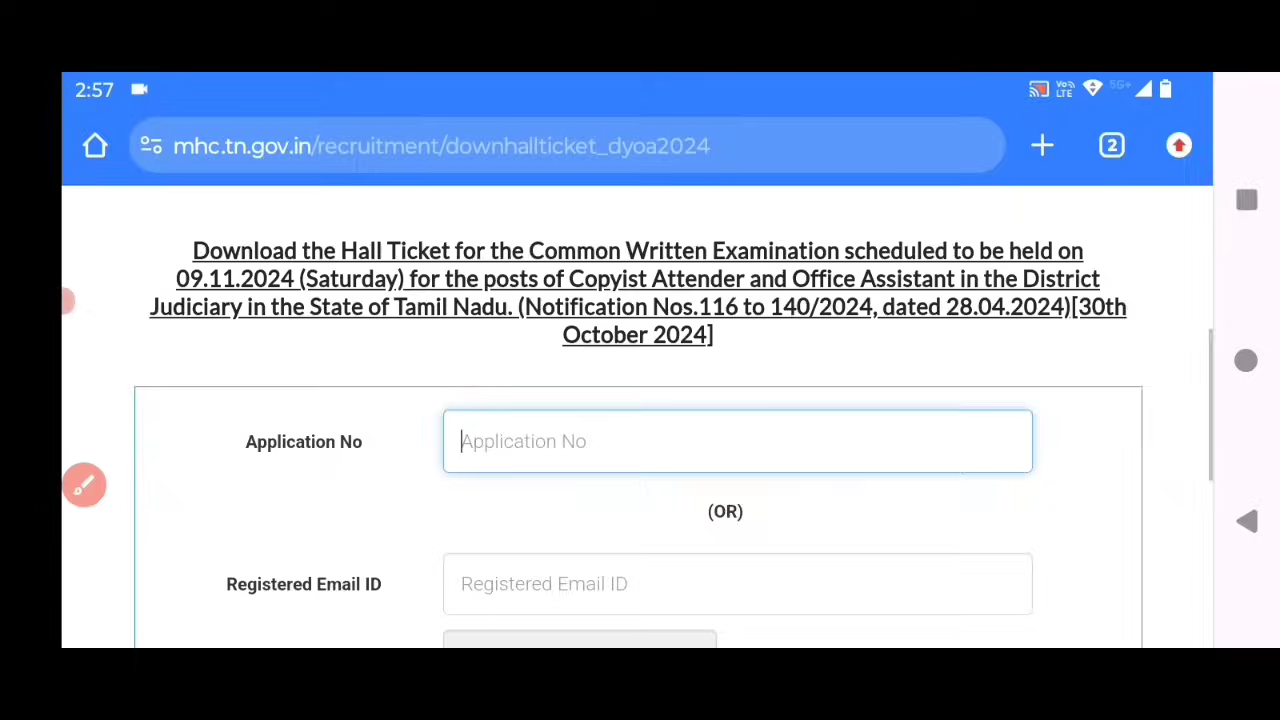 2:57
Vo)) LTE 5G+
mhc.tn.gov.in/recruitment/downhallticket_dyoa2024
2
Download the Hall Ticket for the Common Written Examination scheduled to be held on
09.11.2024 (Saturday) for the posts of Copyist Attender and Office Assistant in the District
Judiciary in the State of Tamil Nadu. (Notification Nos.116 to 140/2024, dated 28.04.2024)[30th
October 2024]
Application No
Application No
(OR)
Registered Email ID
Registered Email ID